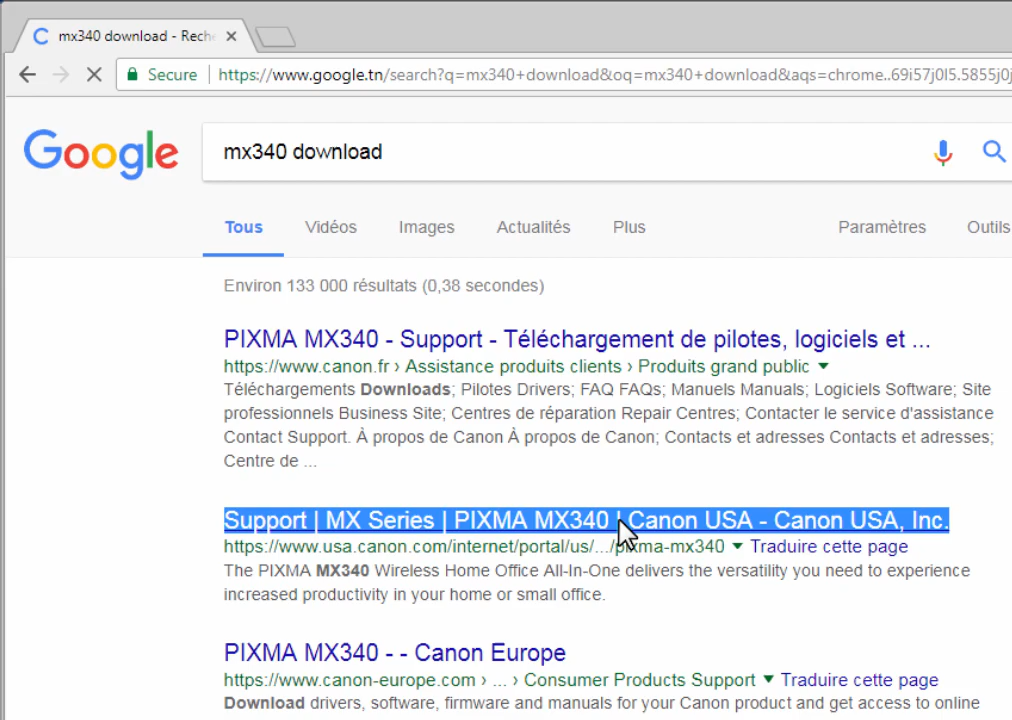 mx340 download - Reche
Secure
https://www.google.tn/search?q=mx340+download&oq=mx340+download&aqs=chrome..69i57j0l5.5855j0j
Google
mx340 download
Tous Vidéos Images Actualités Plus Paramètres Outils
Environ 133 000 résultats (0,38 secondes)
PIXMA MX340 - Support - Téléchargement de pilotes, logiciels et ...
https://www.canon.fr › Assistance produits clients › Produits grand public
Téléchargements Downloads; Pilotes Drivers; FAQ FAQs; Manuels Manuals; Logiciels Software; Site
professionnels Business Site; Centres de réparation Repair Centres; Contacter le service d'assistance
Contact Support. À propos de Canon À propos de Canon; Contacts et adresses Contacts et adresses;
Centre de ...
Support | MX Series | PIXMA MX340 | Canon USA - Canon USA, Inc.
https://www.usa.canon.com/internet/portal/us/.../pixma-mx340 Traduire cette page
The PIXMA MX340 Wireless Home Office All-In-One delivers the versatility you need to experience
increased productivity in your home or small office.
PIXMA MX340 - - Canon Europe
https://www.canon-europe.com › ... › Consumer Products Support Traduire cette page
Download drivers, software, firmware and manuals for your Canon product and get access to online